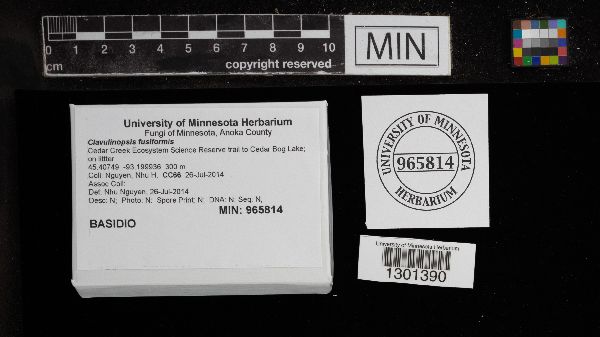 0 1 2 3 4 5 6 7 8 9 10
cm
copyright reserved
MIN
University of Minnesota Herbarium
Fungi of Minnesota, Anoka County
Clavulinopsis fusiformis
Cedar Creek Ecosystem Science Reserve trail to Cedar Bog Lake;
on litter
45.40749 -93.199936 300 m
Coll: Nguyen, Nhu H. CC66 26-Jul-2014
Assoc Coll:
Det: Nhu Nguyen, 26-Jul-2014
Desc: N; Photo: N; Spore Print: N; DNA: N; Seq: N;
MIN: 965814
BASIDIO
UNIVERSITY OF MINNESOTA
965814
HERBARIUM
University of Minnesota Herbarium
1301390